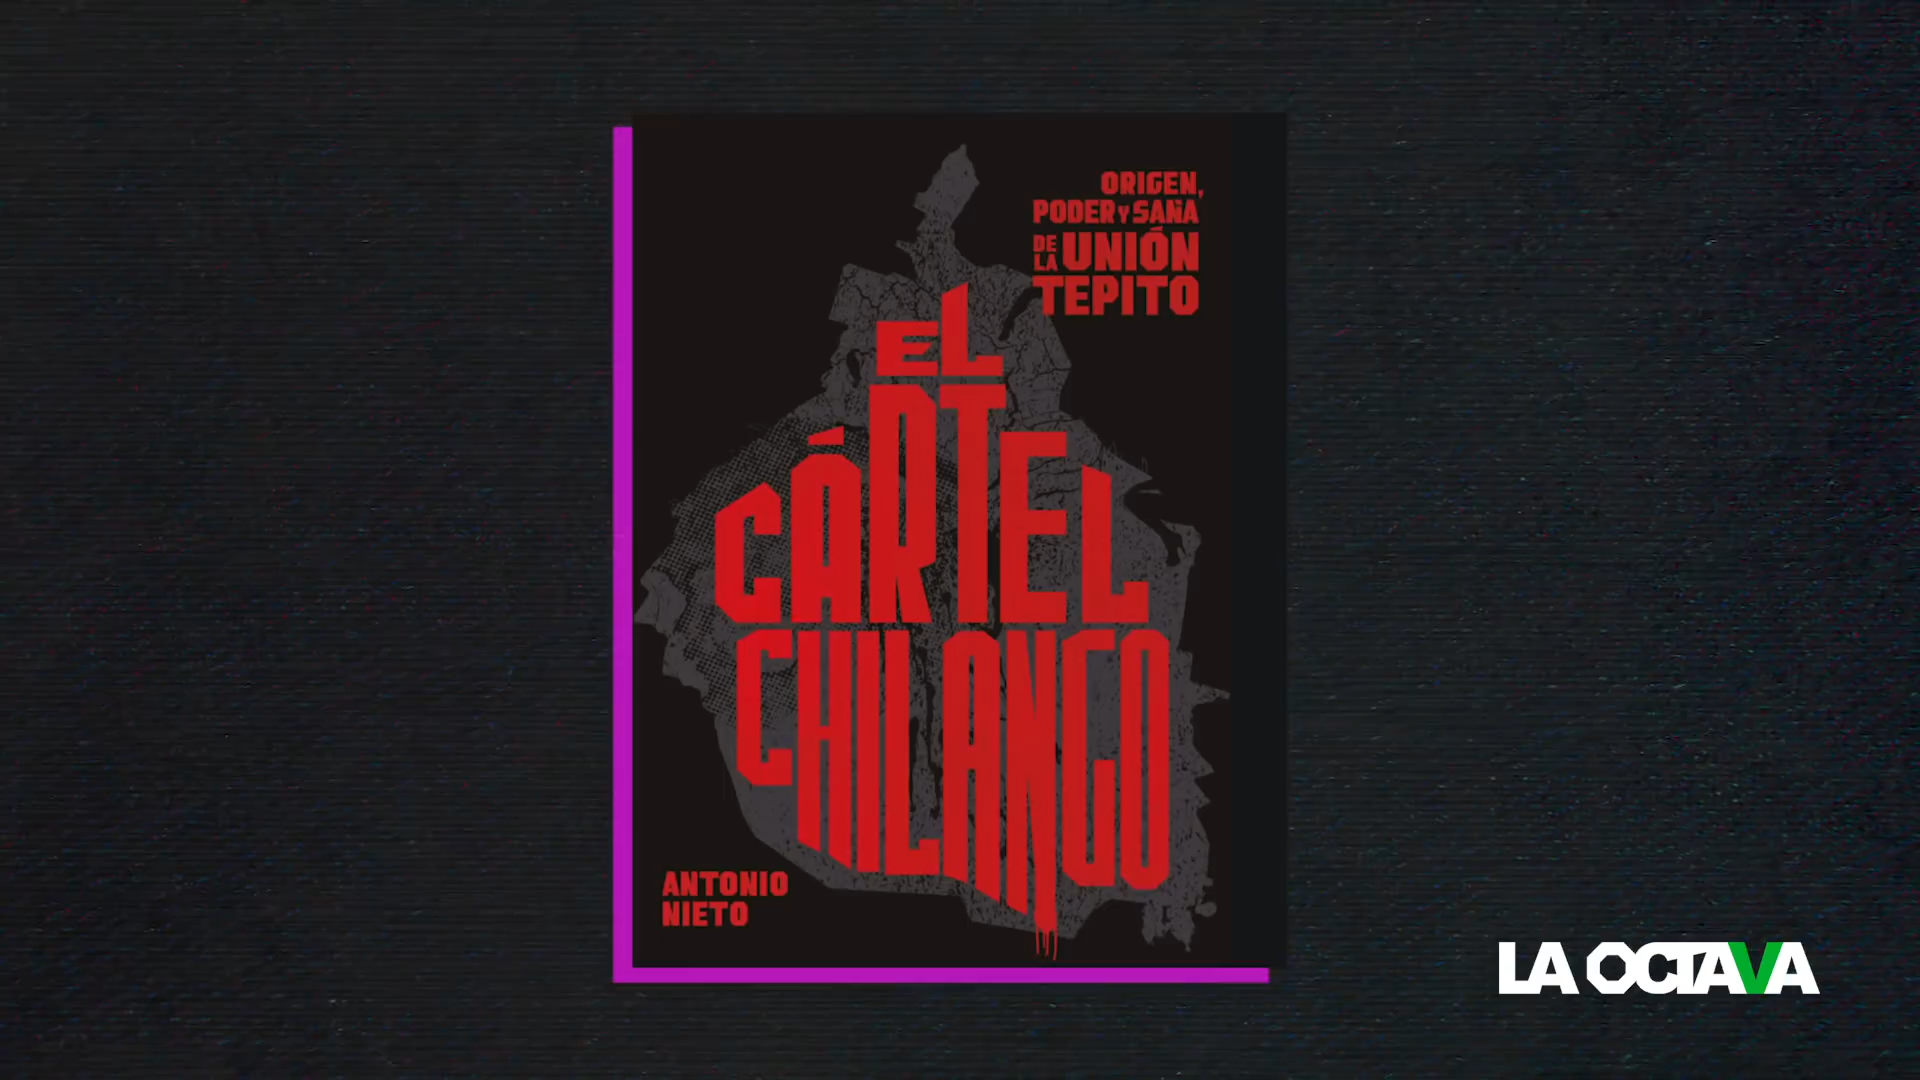 ORIGEN,
PODER Y SAÑA
DE LA UNIÓN
TEPITO
EL
CÁRTEL
CHILANGO
ANTONIO
NIETO
LA OCTAVA